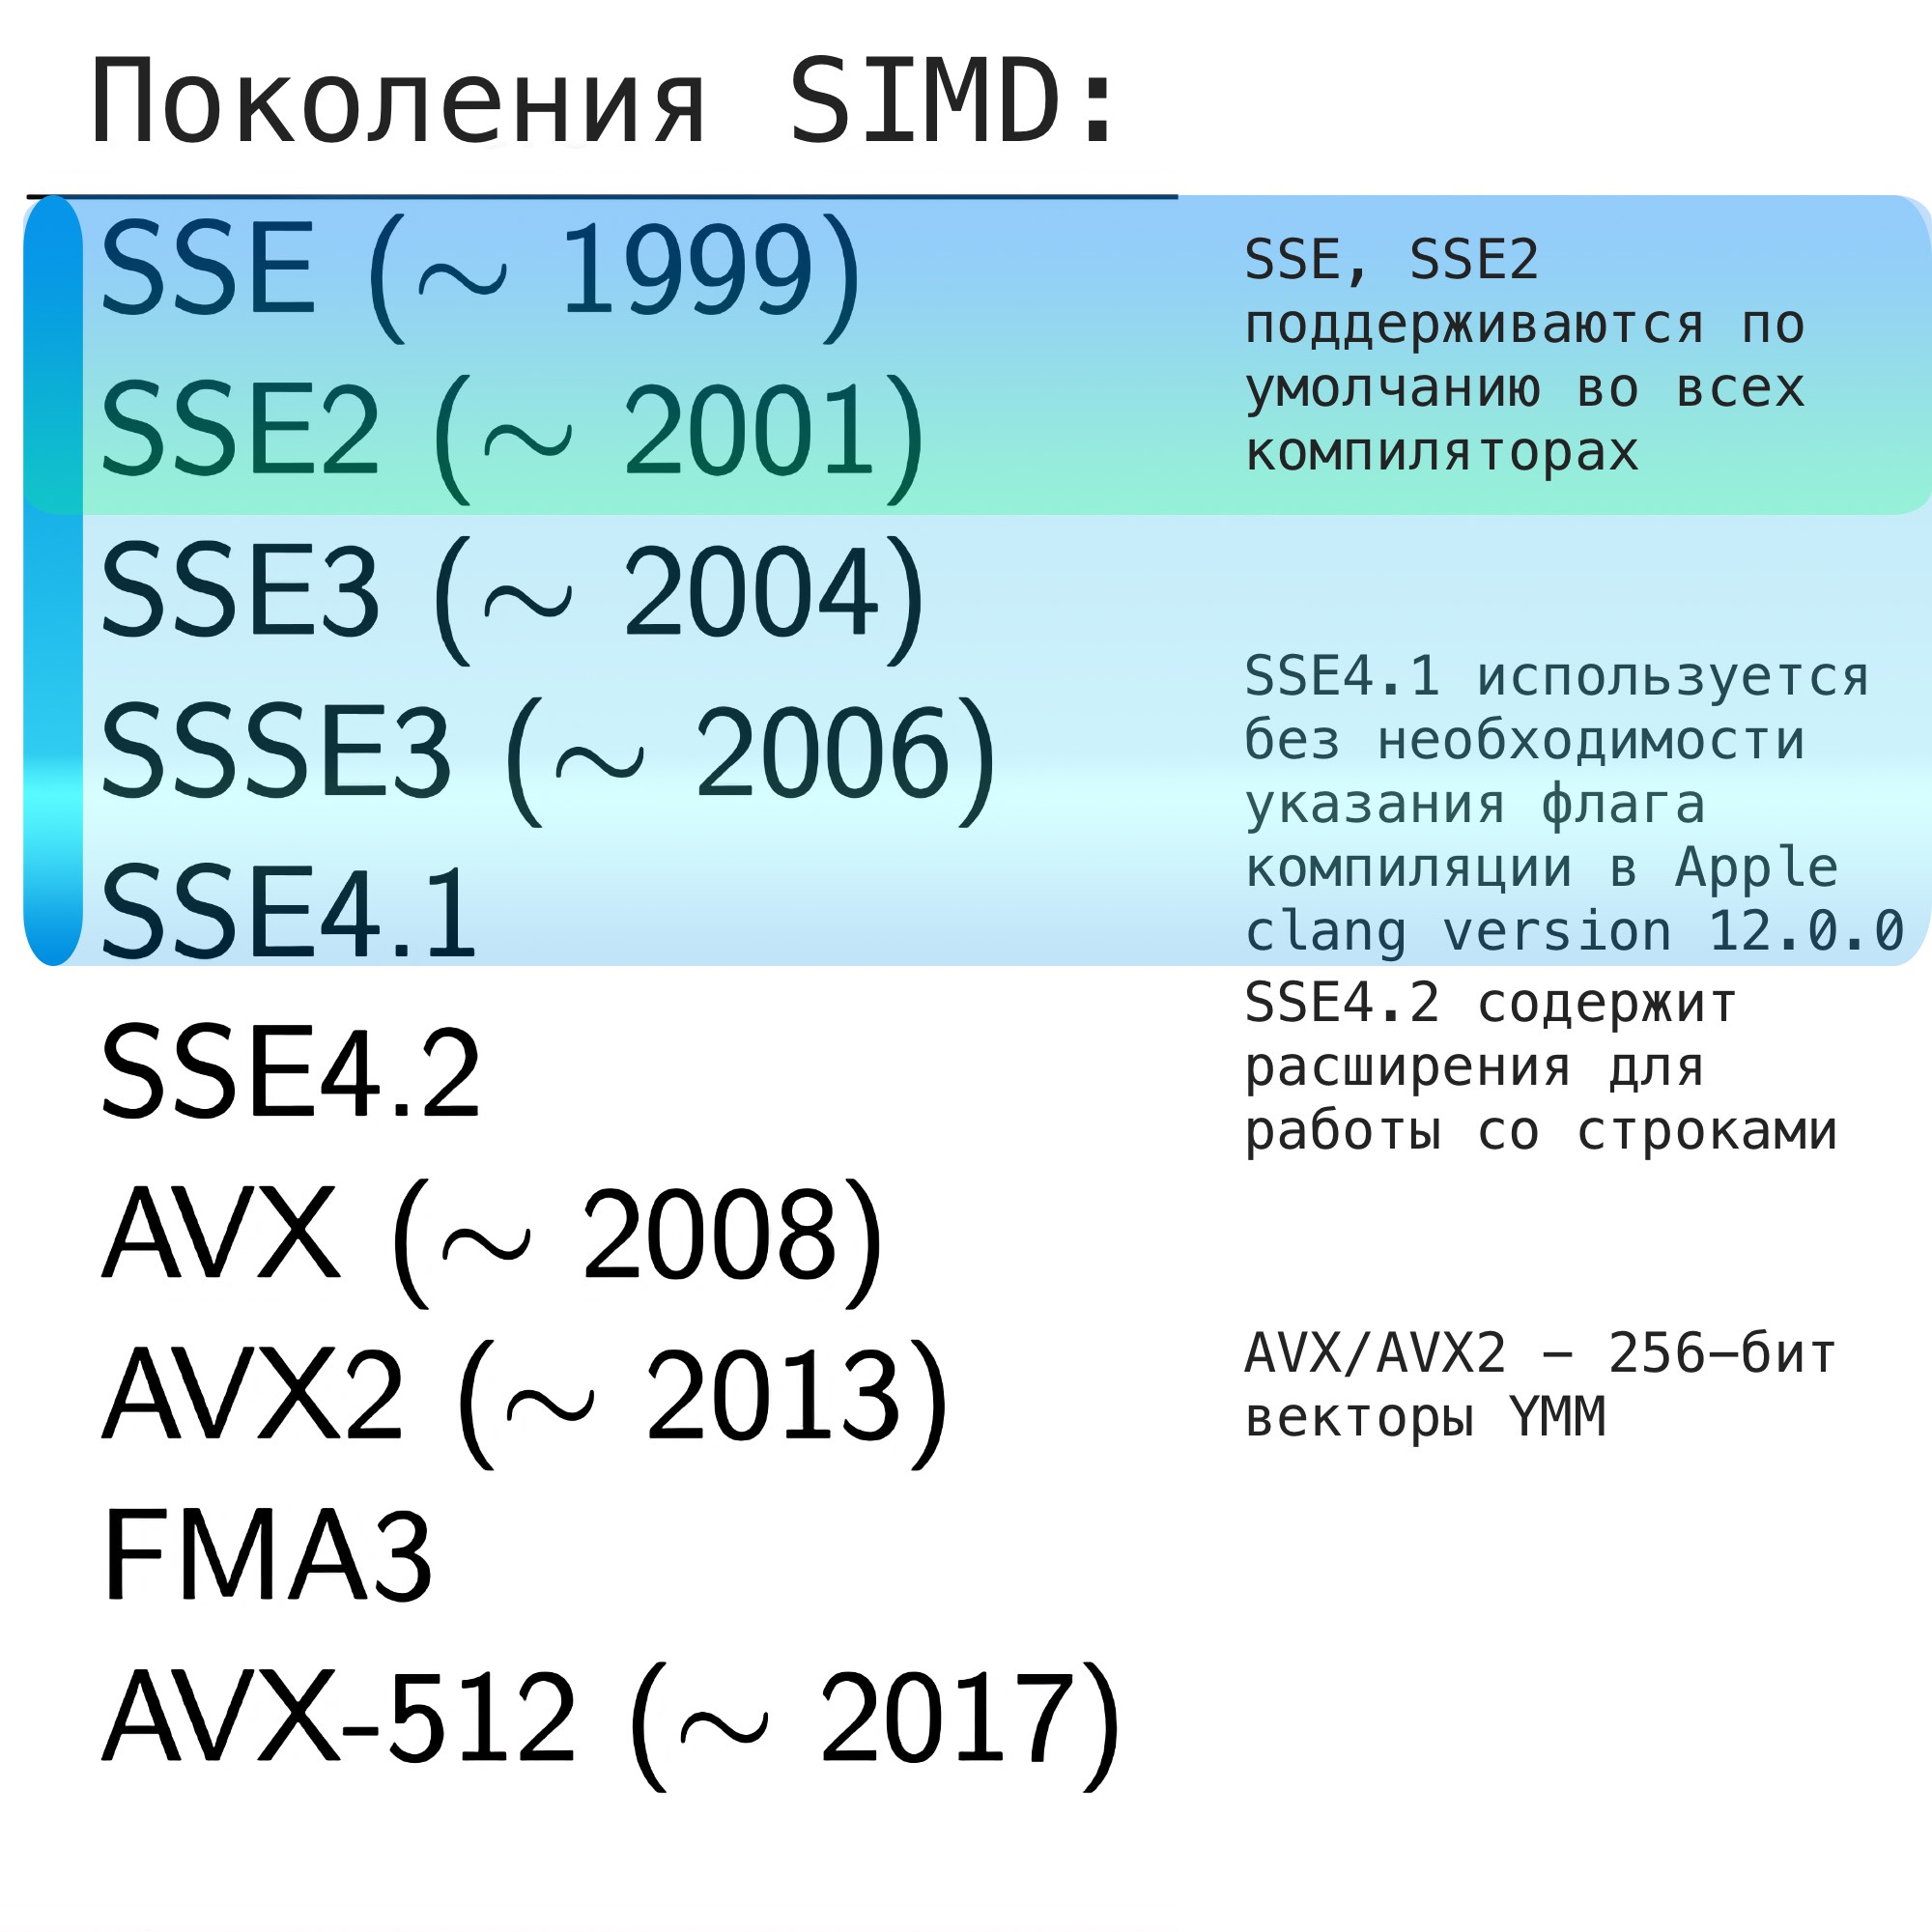 Поколения SIMD:
SSE (~ 1999)
SSE2 (~ 2001)
SSE3 (~ 2004)
SSSE3 (~ 2006)
SSE4.1
SSE4.2
AVX (~ 2008)
AVX2 (~ 2013)
FMA3
AVX-512 (~ 2017)
SSE, SSE2
поддерживаются по
умолчанию во всех
компиляторах
SSE4.1 используется
без необходимости
указания флага
компиляции в Apple
clang version 12.0.0
SSE4.2 содержит
расширения для
работы со строками
AVX/AVX2 – 256–бит
векторы YMM